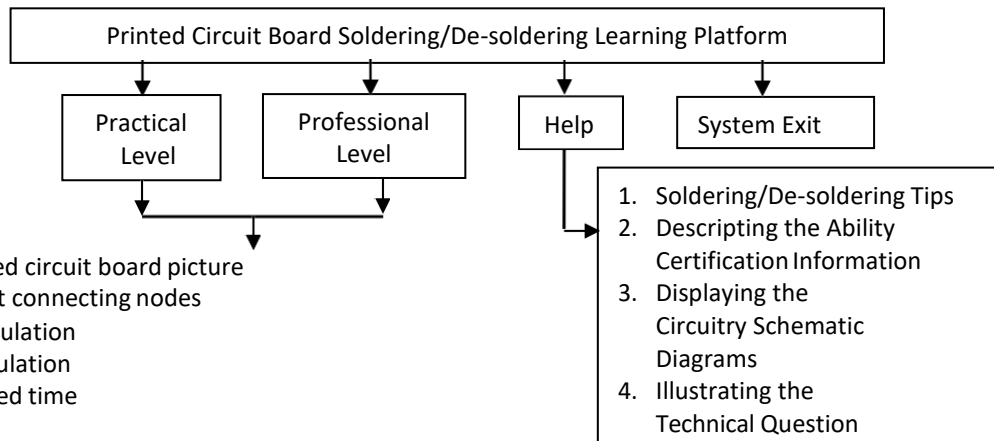 Printed Circuit Board Soldering/De-soldering Learning Platform
Practical
Level
Professional
Level
Help
System Exit
ed circuit board picture
t connecting nodes
ulation
ulation
ed time
1. Soldering/De-soldering Tips
2. Descripting the Ability
Certification Information
3. Displaying the
Circuitry Schematic
Diagrams
4. Illustrating the
Technical Question